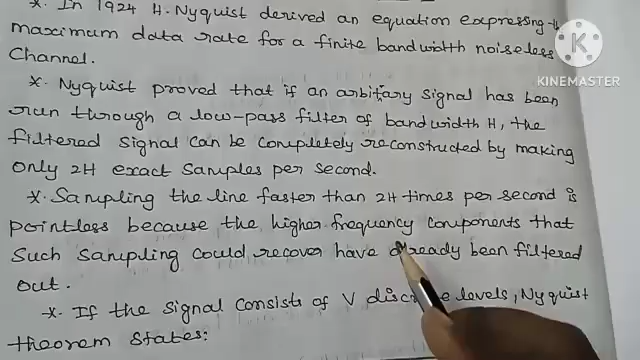 *. In 1924 H. Nyquist derived an equation expressing
maximum data rate for a finite bandwidth noiseless
Channel.
*. Nyquist proved that if an arbitary signal has been
run through a low-pass filter of bandwidth H, the
filtered signal can be completely reconstructed by making
only 2H exact samples per second.
*. Sampling the line faster than 2H times per second is
pointless because the higher frequency components that
such sampling could recover have already been filtered
out.
*. If the signal consists of V levels, Nyquist
theorem states:
KINEMASTER